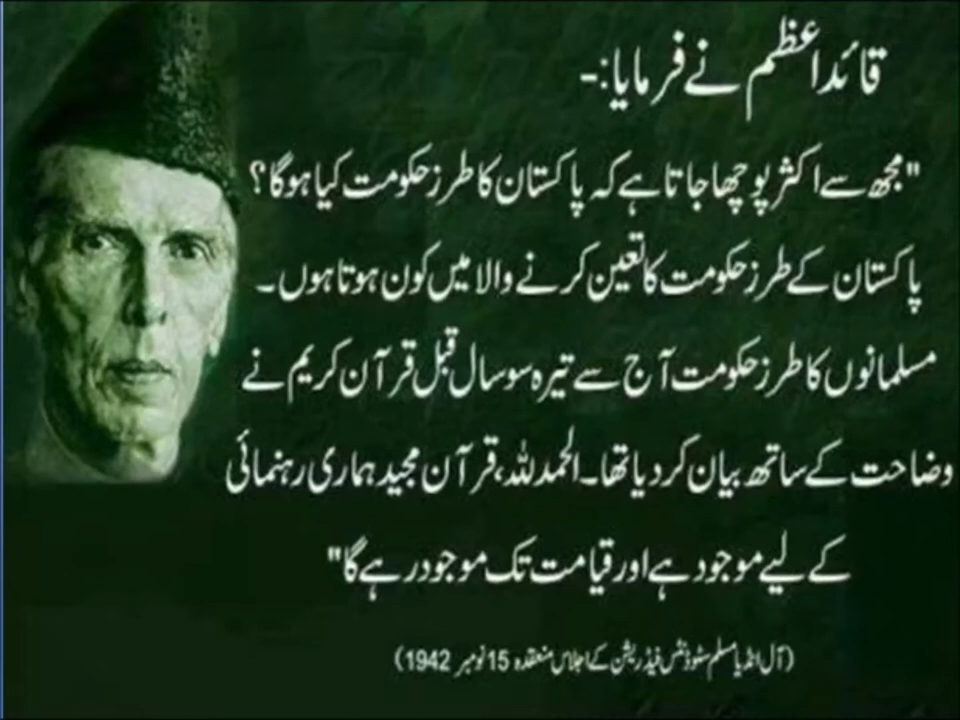 قائداعظم نے فرمایا:-
"مجھ سے اکثر پوچھا جاتا ہے کہ پاکستان کا طرز حکومت کیا ہوگا؟
پاکستان کے طرز حکومت کا تعین کرنے والا میں کون ہوتا ہوں۔
مسلمانوں کا طرز حکومت آج سے تیرہ سو سال قبل قرآن کریم نے
وضاحت کے ساتھ بیان کر دیا تھا۔ الحمدللہ، قرآن مجید ہماری رہنمائی
کے لیے موجود ہے اور قیامت تک موجود رہے گا"
(آل انڈیا مسلم سٹوڈنٹس فیڈریشن کے اجلاس منعقدہ 15 نومبر 1942)